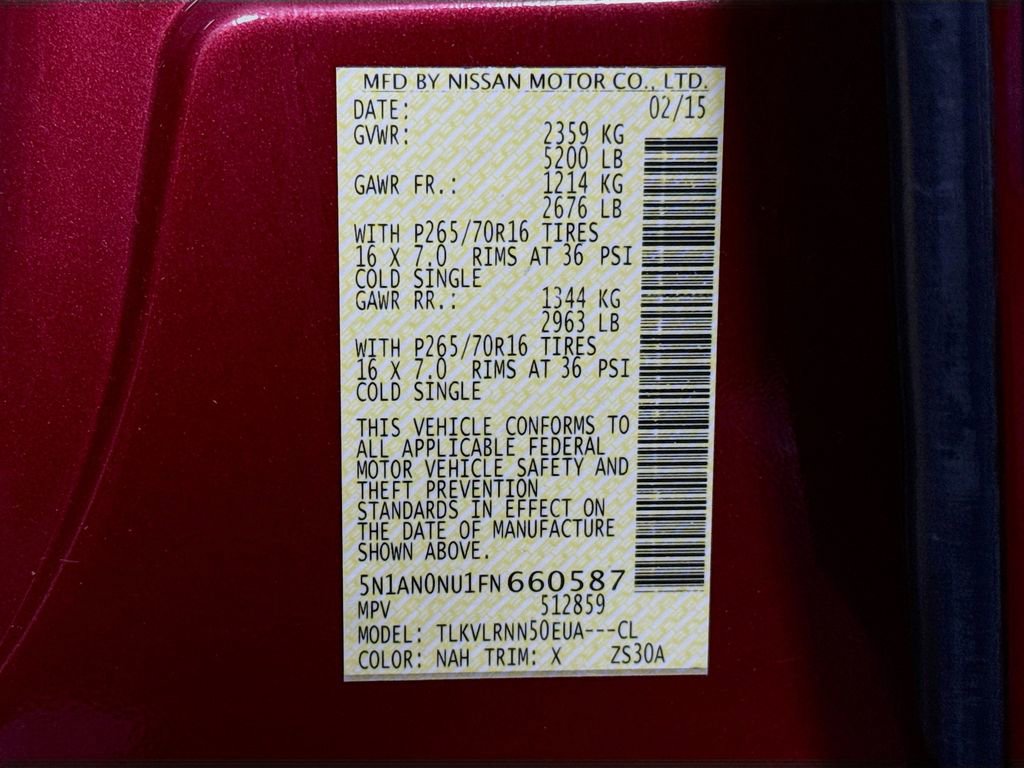 MFD BY NISSAN MOTOR CO., LTD.
DATE: 02/15
GVWR: 2359 KG
5200 LB
GAWR FR.: 1214 KG
2676 LB
WITH P265/70R16 TIRES
16 X 7.0 RIMS AT 36 PSI
COLD SINGLE
GAWR RR.: 1344 KG
2963 LB
WITH P265/70R16 TIRES
16 X 7.0 RIMS AT 36 PSI
COLD SINGLE
THIS VEHICLE CONFORMS TO
ALL APPLICABLE FEDERAL
MOTOR VEHICLE SAFETY AND
THEFT PREVENTION
STANDARDS IN EFFECT ON
THE DATE OF MANUFACTURE
SHOWN ABOVE.
5N1AN0NU1FN660587
MPV 512859
MODEL: TLKVLRNN50EUA---CL
COLOR: NAH TRIM: X ZS30A